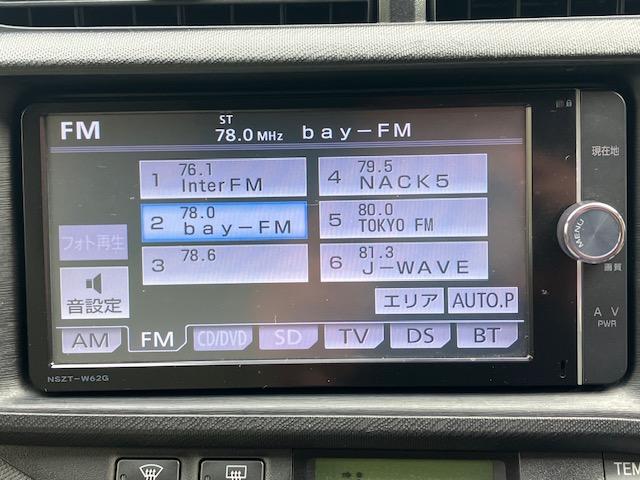 FM
ST
78.0 MHz bay-FM
1 76.1 InterFM
2 78.0 bay-FM
3 78.6
4 79.5 NACK5
5 80.0 TOKYO FM
6 81.3 J-WAVE
フォト再生
音設定
エリア AUTO.P
AM FM CD/DVD SD TV DS BT
NSZT-W62G
現在地
MENU
画質
A V
PWR
TEM